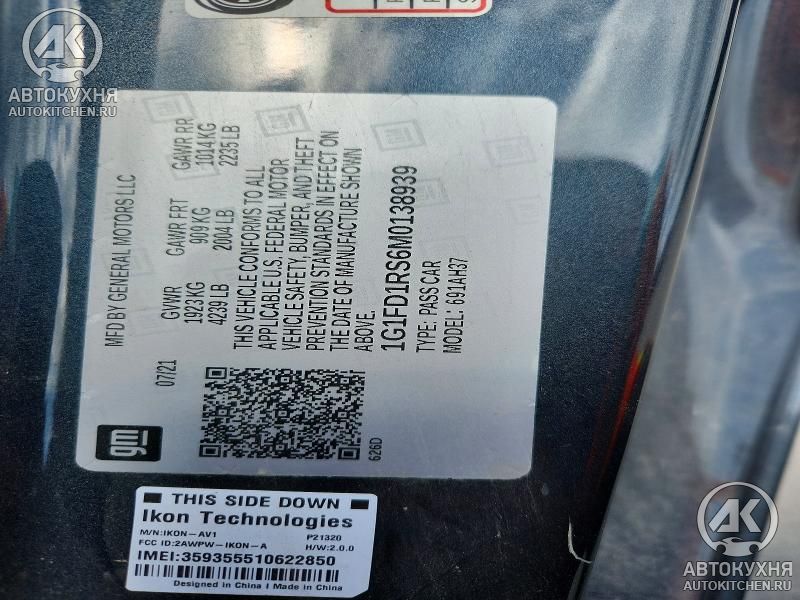 АВТОКУХНЯ
AUTOKITCHEN.RU
MFD BY GENERAL MOTORS LLC
07/21
GVWR GAWR FRT GAWR RR
1923 KG 909 KG 1014 KG
4239 LB 2004 LB 2235 LB
THIS VEHICLE CONFORMS TO ALL
APPLICABLE U.S. FEDERAL MOTOR
VEHICLE SAFETY, BUMPER, AND THEFT
PREVENTION STANDARDS IN EFFECT ON
THE DATE OF MANUFACTURE SHOWN
ABOVE.
1G1FD1RS6M0138939
TYPE: PASS CAR
MODEL: 691AH37
626D
gm
THIS SIDE DOWN
Ikon Technologies
M/N:IKON-AV1 P21320
FCC ID:2AWPW-IKON-A H/W:2.0.0
IMEI:359355510622850
Designed in China | Made in China
АВТОКУХНЯ
AUTOKITCHEN.RU